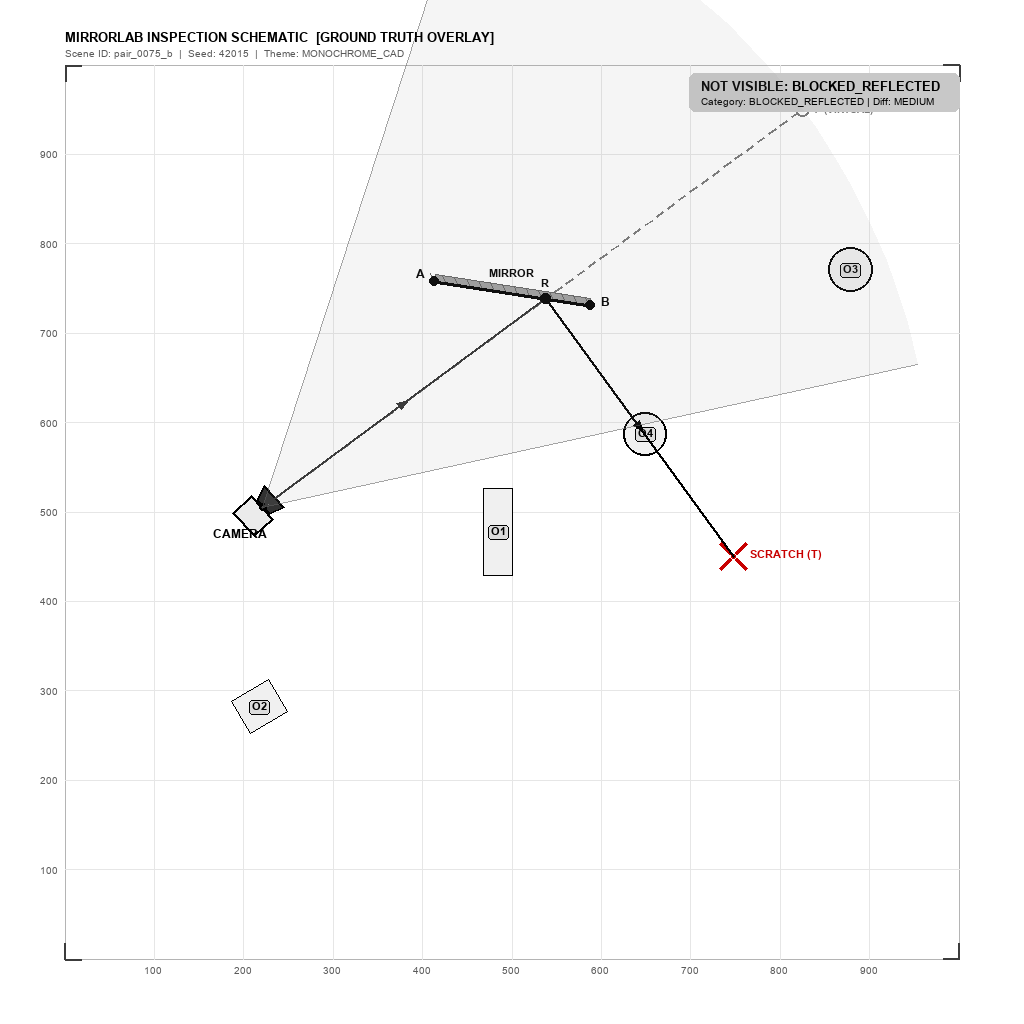 MIRRORLAB INSPECTION SCHEMATIC [GROUND TRUTH OVERLAY]
Scene ID: pair_0075_b | Seed: 42015 | Theme: MONOCHROME_CAD
NOT VISIBLE: BLOCKED_REFLECTED
Category: BLOCKED_REFLECTED | Diff: MEDIUM
900
800
A
MIRROR
R
B
O3
700
600
O4
500
CAMERA
O1
SCRATCH (T)
400
300
O2
200
100
100 200 300 400 500 600 700 800 900